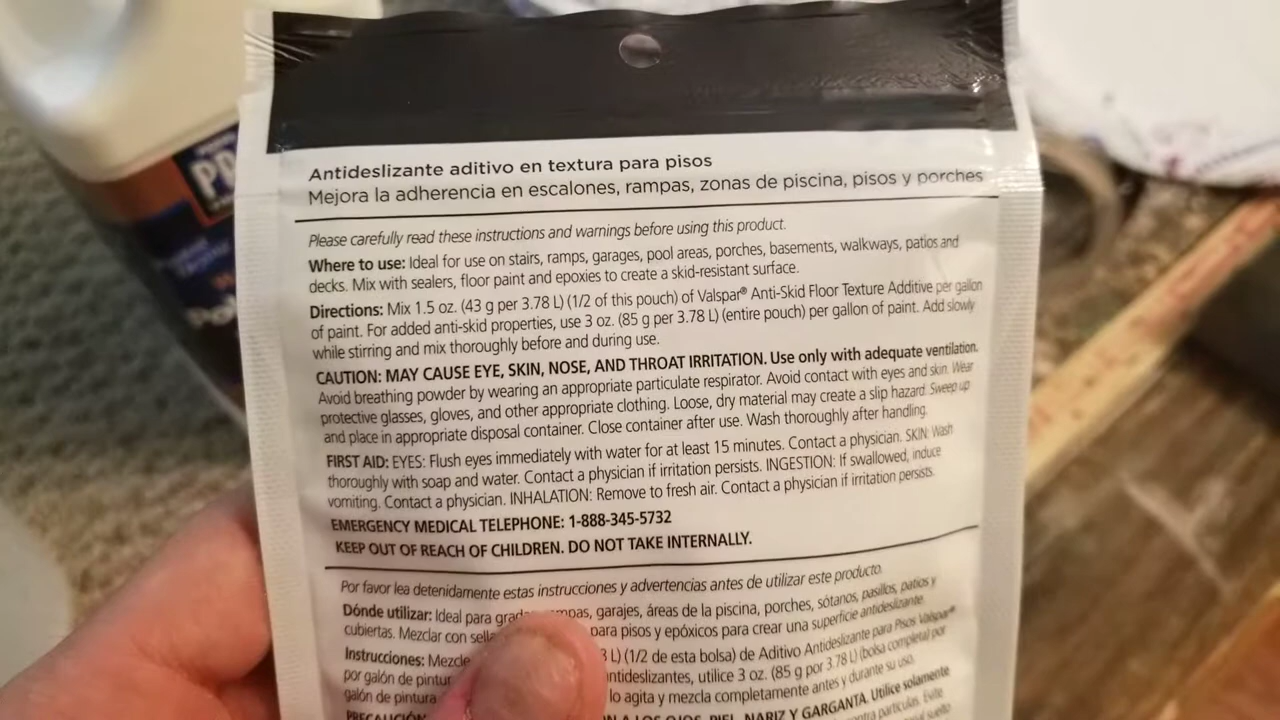 Antideslizante aditivo en textura para pisos
Mejora la adherencia en escalones, rampas, zonas de piscina, pisos y porches
Please carefully read these instructions and warnings before using this product.
Where to use: Ideal for use on stairs, ramps, garages, pool areas, porches, basements, walkways, patios and
decks. Mix with sealers, floor paint and epoxies to create a skid-resistant surface.
Directions: Mix 1.5 oz. (43 g per 3.78 L) (1/2 of this pouch) of Valspar® Anti-Skid Floor Texture Additive per gallon
of paint. For added anti-skid properties, use 3 oz. (85 g per 3.78 L) (entire pouch) per gallon of paint. Add slowly
while stirring and mix thoroughly before and during use.
CAUTION: MAY CAUSE EYE, SKIN, NOSE, AND THROAT IRRITATION. Use only with adequate ventilation.
Avoid breathing powder by wearing an appropriate particulate respirator. Avoid contact with eyes and skin. Wear
protective glasses, gloves, and other appropriate clothing. Loose, dry material may create a slip hazard. Sweep up
and place in appropriate disposal container. Close container after use. Wash thoroughly after handling.
FIRST AID: EYES: Flush eyes immediately with water for at least 15 minutes. Contact a physician. SKIN: Wash
thoroughly with soap and water. Contact a physician if irritation persists. INGESTION: If swallowed, induce
vomiting. Contact a physician. INHALATION: Remove to fresh air. Contact a physician if irritation persists.
EMERGENCY MEDICAL TELEPHONE: 1-888-345-5732
KEEP OUT OF REACH OF CHILDREN. DO NOT TAKE INTERNALLY.
Por favor lea detenidamente estas instrucciones y advertencias antes de utilizar este producto.
Dónde utilizar: Ideal para garajes, áreas de la piscina, porches, sótanos, pasillos, patios y
cubiertas. Mezclar con para pisos y epóxicos para crear una superficie antideslizante.
Instrucciones: Mezcle L) (1/2 de esta bolsa) de Aditivo Antideslizante para Pisos Valspar®
por galón de utilice 3 oz. (85 g por 3.78 L) (bolsa completa) por
galón de pintura lo agita y mezcla completamente antes y durante su uso.
PRECAUCIÓN A LOS OJOS, PIEL, NARIZ Y GARGANTA. Utilice solamente